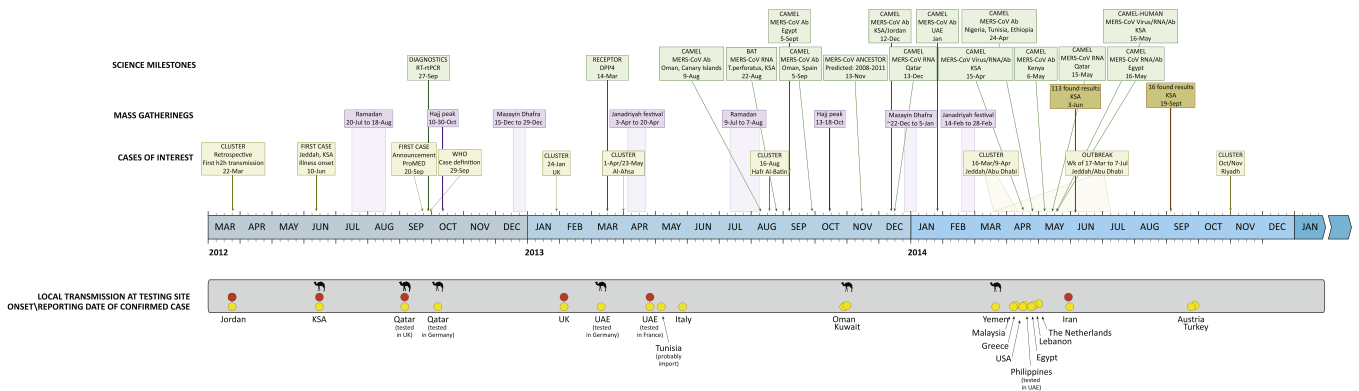 CAMEL
MERS-CoV Ab
Egypt
5-Sept
CAMEL
MERS-CoV Ab
KSA/Jordan
12-Dec
CAMEL
MERS-CoV Ab
UAE
Jan
CAMEL
MERS-CoV Ab
Nigeria, Tunisia, Ethiopia
24-Apr
CAMEL-HUMAN
MERS-CoV Virus/RNA/Ab
KSA
16-May
SCIENCE MILESTONES
DIAGNOSTICS
RT-rtPCR
27-Sep
RECEPTOR
DPP4
14-Mar
CAMEL
MERS-CoV Ab
Oman, Canary Islands
9-Aug
BAT
MERS-CoV RNA
T.perforatus, KSA
22-Aug
CAMEL
MERS-CoV Ab
Oman, Spain
5-Sep
MERS-CoV ANCESTOR
Predicted: 2008-2011
13-Nov
CAMEL
MERS-CoV RNA
Qatar
13-Dec
CAMEL
MERS-CoV Virus/RNA/Ab
KSA
15-Apr
CAMEL
MERS-CoV Ab
Kenya
6-May
CAMEL
MERS-CoV RNA
Qatar
15-May
CAMEL
MERS-CoV RNA/Ab
Egypt
16-May
113 found results
KSA
3-Jun
16 found results
KSA
19-Sept
MASS GATHERINGS
Ramadan
20-Jul to 18-Aug
Hajj peak
10-30-Oct
Mazayin Dhafra
15-Dec to 29-Dec
Janadriyah festival
3-Apr to 20-Apr
Ramadan
9-Jul to 7-Aug
Hajj peak
13-18-Oct
Mazayin Dhafra
~22-Dec to 5-Jan
Janadriyah festival
14-Feb to 28-Feb
CASES OF INTEREST
CLUSTER
Retrospective
First h2h transmission
22-Mar
FIRST CASE
Jeddah, KSA
Illness onset
10-Jun
FIRST CASE
Announcement
ProMED
20-Sep
WHO
Case definition
29-Sep
CLUSTER
24-Jan
UK
CLUSTER
1-Apr/23-May
Al-Ahsa
CLUSTER
16-Aug
Hafr Al-Batin
CLUSTER
16-Mar/9-Apr
Jeddah/Abu Dhabi
OUTBREAK
Wk of 17-Mar to 7-Jul
Jeddah/Abu Dhabi
CLUSTER
Oct/Nov
Riyadh
MAR APR MAY JUN JUL AUG SEP OCT NOV DEC JAN FEB MAR APR MAY JUN JUL AUG SEP OCT NOV DEC JAN FEB MAR APR MAY JUN JUL AUG SEP OCT NOV DEC JAN
2012 2013 2014
LOCAL TRANSMISSION AT TESTING SITE
ONSET\REPORTING DATE OF CONFIRMED CASE
Jordan
KSA
Qatar
(tested
in UK)
Qatar
(tested
in Germany)
UK
UAE
(tested
in Germany)
UAE
(tested
in France)
Tunisia
(probably
import)
Italy
Oman
Kuwait
Yemen
Malaysia
Greece
USA
Philippines
(tested
in UAE)
Egypt
Lebanon
The Netherlands
Iran
Austria
Turkey